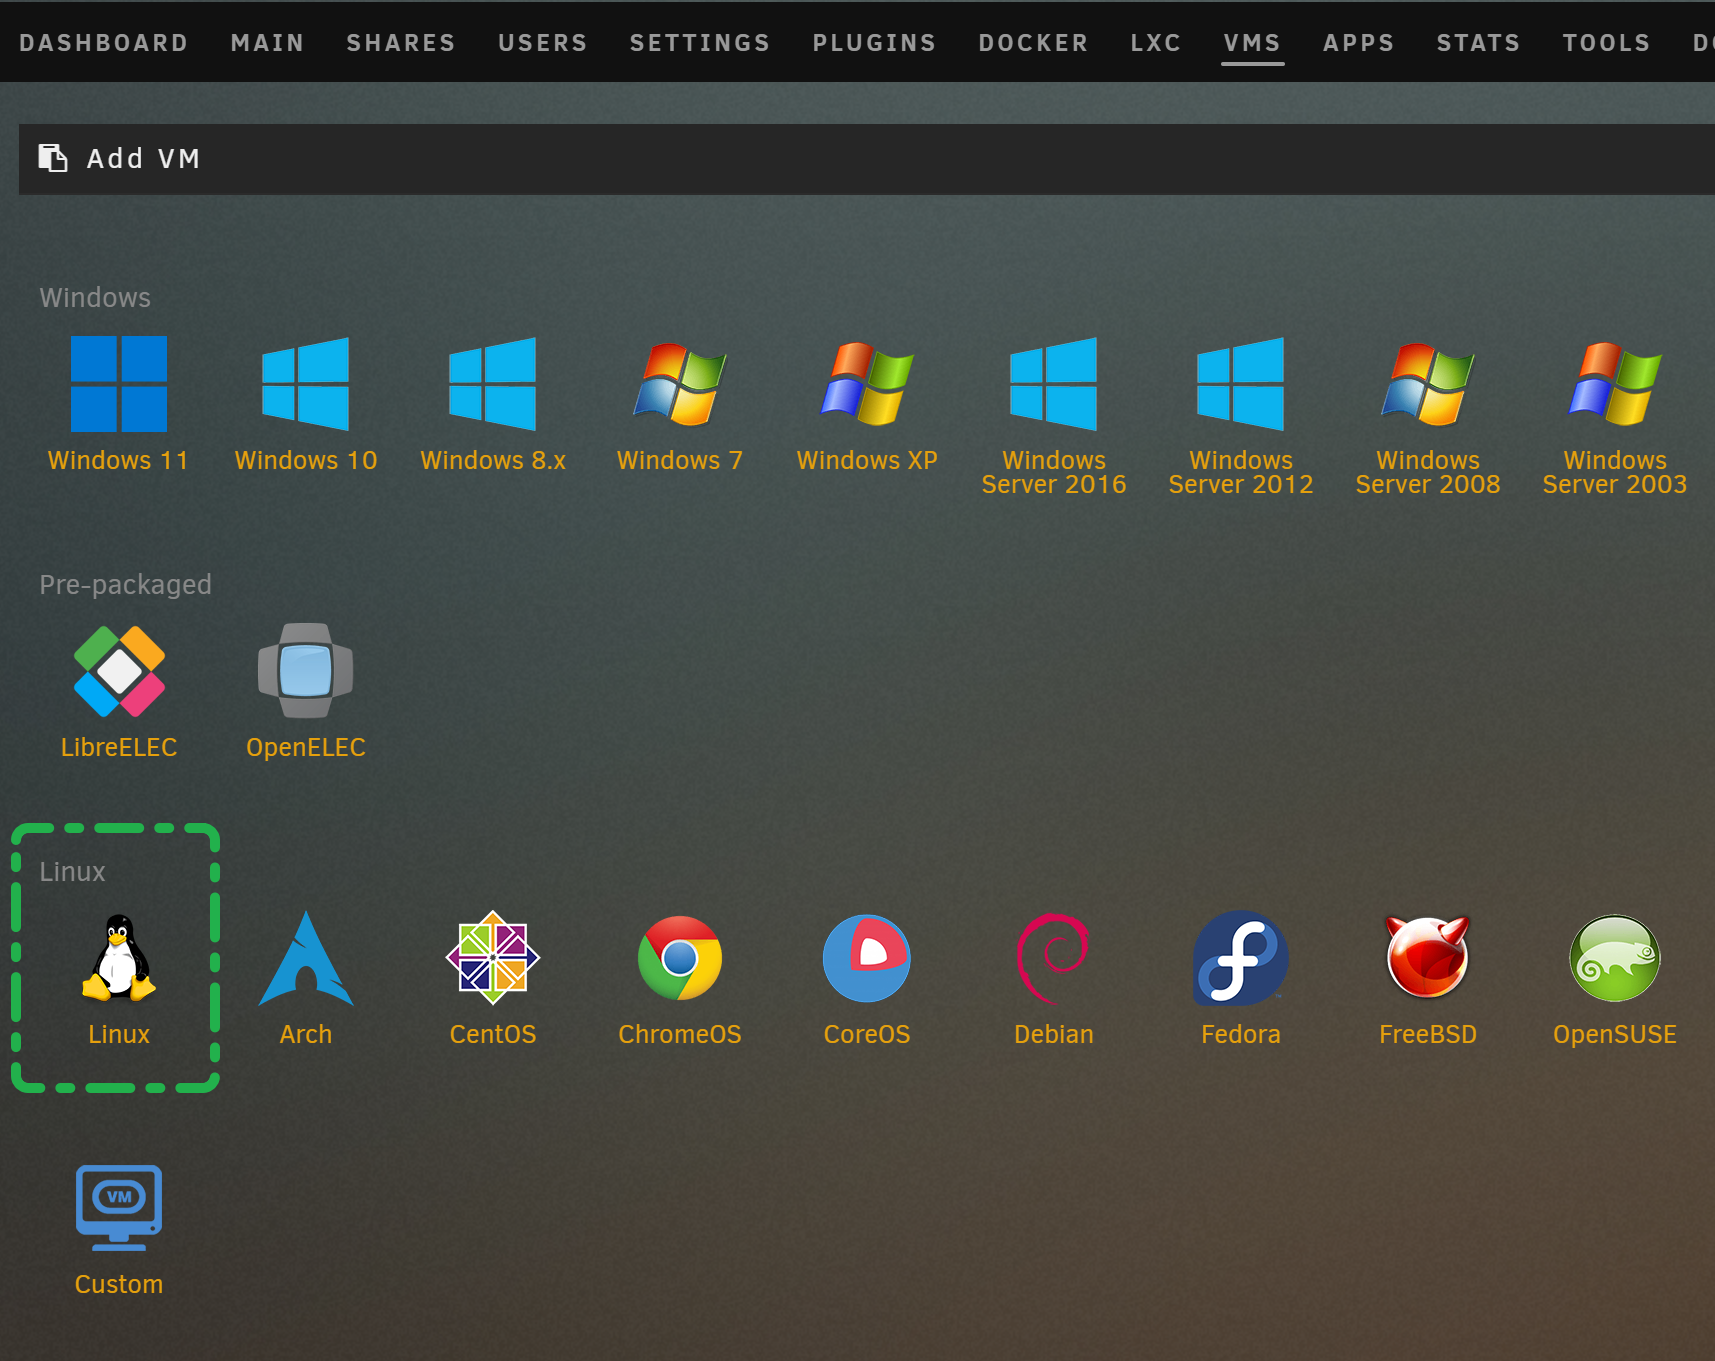 DASHBOARD MAIN SHARES USERS SETTINGS PLUGINS DOCKER LXC VMS APPS STATS TOOLS
Add VM
Windows
Windows 11 Windows 10 Windows 8.x Windows 7 Windows XP Windows Server 2016 Windows Server 2012 Windows Server 2008 Windows Server 2003
Pre-packaged
LibreELEC OpenELEC
Linux
Linux Arch CentOS ChromeOS CoreOS Debian Fedora FreeBSD OpenSUSE
VM
Custom